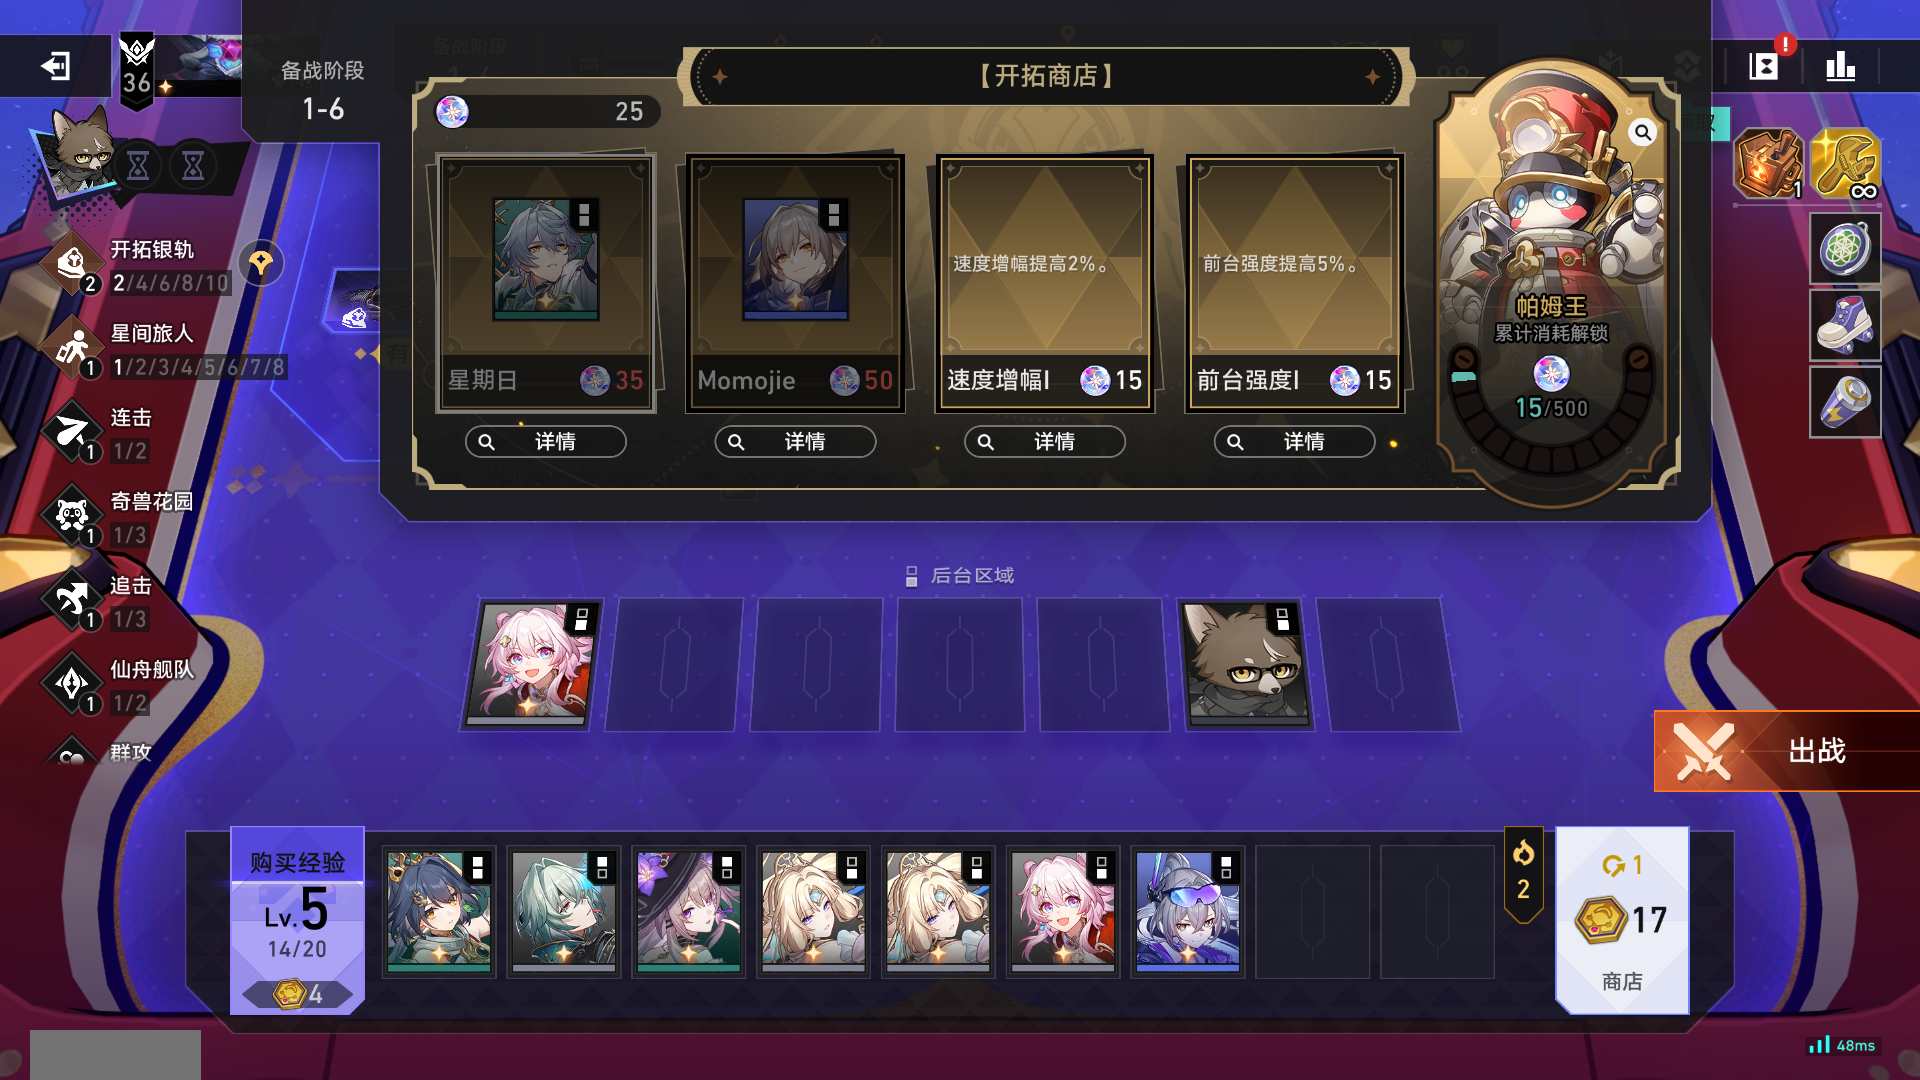 36
备战阶段
1-6
【开拓商店】
25
速度增幅提高2%。
前台强度提高5%。
星期日
35
Momojie
50
速度增幅I
15
前台强度I
15
详情
详情
详情
详情
帕姆王
累计消耗解锁
15/500
1
∞
开拓银轨
2
2/4/6/8/10
星间旅人
1
1/2/3/4/5/6/7/8
连击
1
1/2
奇兽花园
1
1/3
追击
1
1/3
仙舟舰队
1
1/2
群攻
后台区域
出战
购买经验
Lv.5
14/20
4
2
1
17
商店
48ms